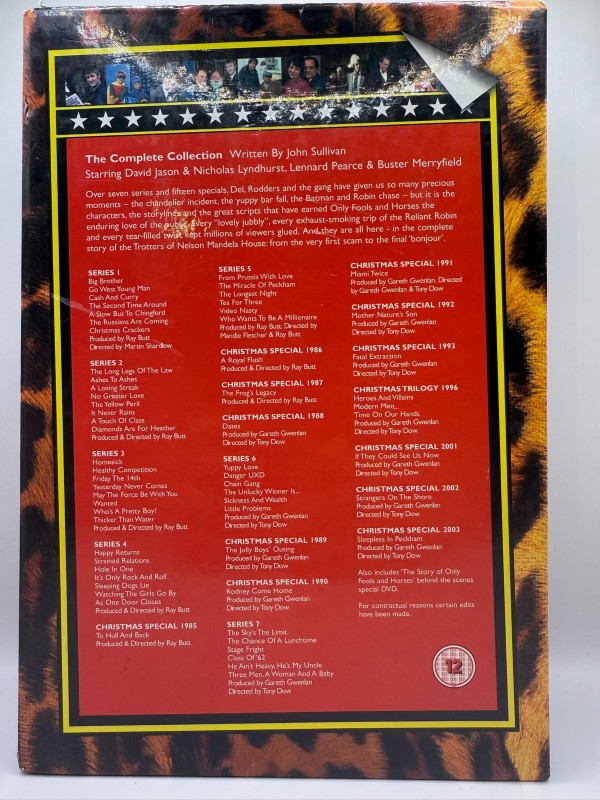 The Complete Collection Written By John Sullivan
Starring David Jason & Nicholas Lyndhurst, Lennard Pearce & Buster Merryfield
Over seven series and fifteen specials, Del, Rodders and the gang have given us so many precious
moments – the chandelier incident, the yuppy bar fall, the Batman and Robin chase – but it is the
characters, the storylines and the great scripts that have earned Only Fools and Horses the
enduring love of the public. Every "lovely jubbly", every exhaust-smoking trip of the Reliant Robin
and every tear-filled twist kept millions of viewers glued. And they are all here - in the complete
story of the Trotters of Nelson Mandela House: from the very first scam to the final 'bonjour'.
SERIES 1
Big Brother
Go West Young Man
Cash And Curry
The Second Time Around
A Slow But To Chingford
The Russians Are Coming
Christmas Crackers
Produced by Ray Butt
Directed by Martin Shardlow
SERIES 2
The Long Legs Of The Law
Ashes To Ashes
A Losing Streak
No Greater Love
The Yellow Peril
It Never Rains
A Touch Of Class
Diamonds Are For Heather
Produced & Directed by Ray Butt
SERIES 3
Homesick
Healthy Competition
Friday The 14th
Yesterday Never Comes
May The Force Be With You
Wanted
Who's A Pretty Boy?
Thicker Than Water
Produced & Directed by Ray Butt
SERIES 4
Happy Returns
Strained Relations
Hole In One
It's Only Rock And Roll
Sleeping Dogs Lie
Watching The Girls Go By
As One Door Closes
Produced & Directed by Ray Butt
CHRISTMAS SPECIAL 1985
To Hull And Back
Produced & Directed by Ray Butt
SERIES 5
From Prussia With Love
The Miracle Of Peckham
The Longest Night
Tea For Three
Video Nasty
Who Wants To Be A Millionaire
Produced by Ray Butt, Directed by
Mandie Fletcher & Ray Butt
CHRISTMAS SPECIAL 1986
A Royal Flush
Produced & Directed by Ray Butt
CHRISTMAS SPECIAL 1987
The Frog's Legacy
Produced & Directed by Ray Butt
CHRISTMAS SPECIAL 1988
Dates
Produced by Gareth Gwenlan
Directed by Tony Dow
SERIES 6
Yuppy Love
Danger UXD
Chain Gang
The Unlucky Winner Is...
Sickness And Wealth
Little Problems
Produced by Gareth Gwenlan
Directed by Tony Dow
CHRISTMAS SPECIAL 1989
The Jolly Boys' Outing
Produced by Gareth Gwenlan
Directed by Tony Dow
CHRISTMAS SPECIAL 1990
Rodney Come Home
Produced by Gareth Gwenlan
Directed by Tony Dow
SERIES 7
The Sky's The Limit
The Chance Of A Lunchtime
Stage Fright
Class Of '62
He Ain't Heavy, He's My Uncle
Three Men, A Woman And A Baby
Produced by Gareth Gwenlan
Directed by Tony Dow
CHRISTMAS SPECIAL 1991
Miami Twice
Produced by Gareth Gwenlan, Directed
by Gareth Gwenlan & Tony Dow
CHRISTMAS SPECIAL 1992
Mother Nature's Son
Produced by Gareth Gwenlan
Directed by Tony Dow
CHRISTMAS SPECIAL 1993
Fatal Extraction
Produced by Gareth Gwenlan
Directed by Tony Dow
CHRISTMAS TRILOGY 1996
Heroes And Villains
Modern Men,
Time On Our Hands
Produced by Gareth Gwenlan
Directed by Tony Dow
CHRISTMAS SPECIAL 2001
If They Could See Us Now
Produced by Gareth Gwenlan
Directed by Tony Dow
CHRISTMAS SPECIAL 2002
Strangers On The Shore
Produced by Gareth Gwenlan
Directed by Tony Dow
CHRISTMAS SPECIAL 2003
Sleepless In Peckham
Produced by Gareth Gwenlan
Directed by Tony Dow
Also includes 'The Story of Only
Fools and Horses' behind the scenes
special DVD.
For contractual reasons certain edits
have been made.
12